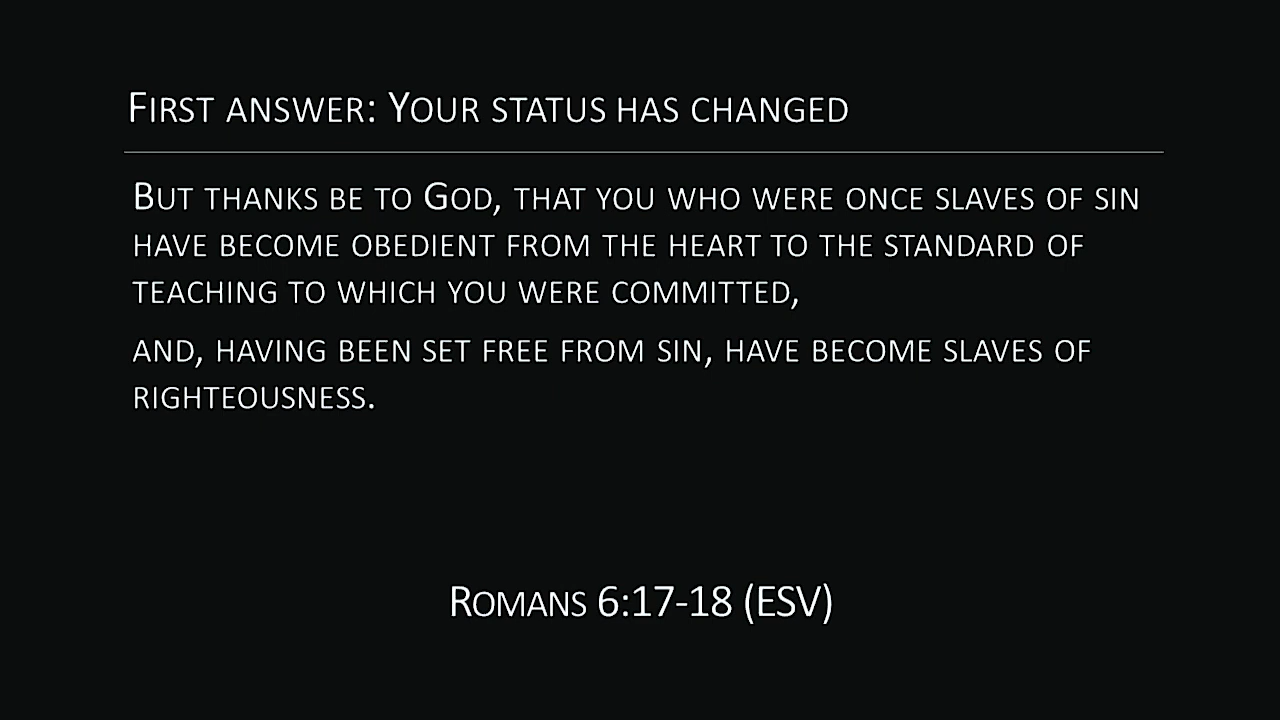 First answer: Your status has changed
But thanks be to God, that you who were once slaves of sin
have become obedient from the heart to the standard of
teaching to which you were committed,
and, having been set free from sin, have become slaves of
righteousness.
Romans 6:17-18 (ESV)